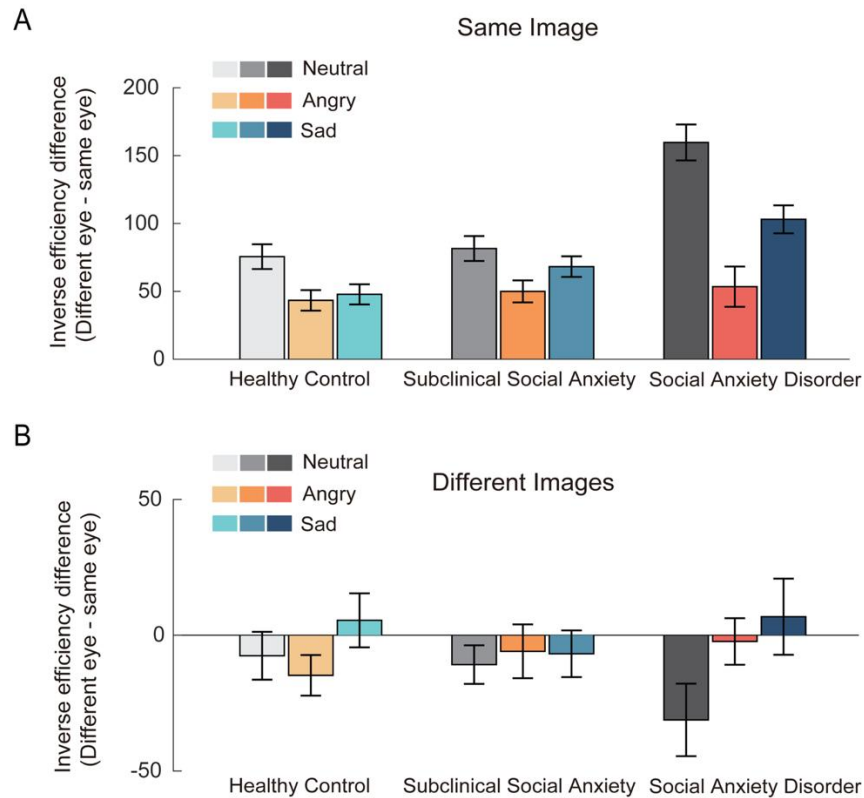 A
Same Image
Inverse efficiency difference
(Different eye - same eye)
200
150
100
50
0
Neutral
Angry
Sad
Healthy Control
Subclinical Social Anxiety
Social Anxiety Disorder
B
Different Images
Inverse efficiency difference
(Different eye - same eye)
50
0
-50
Neutral
Angry
Sad
Healthy Control
Subclinical Social Anxiety
Social Anxiety Disorder